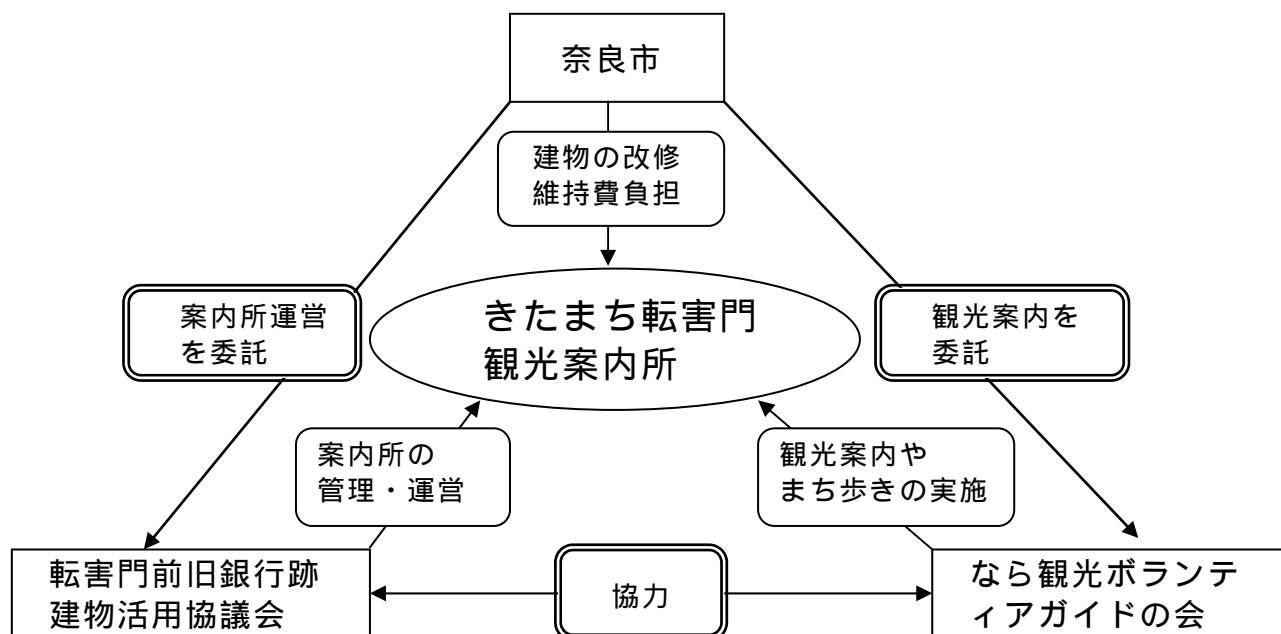 奈良市
建物の改修
維持費負担
案内所運営
を委託
きたまち転害門
観光案内所
観光案内を
委託
案内所の
管理・運営
観光案内や
まち歩きの実施
転害門前旧銀行跡
建物活用協議会
協力
なら観光ボランテ
ィアガイドの会